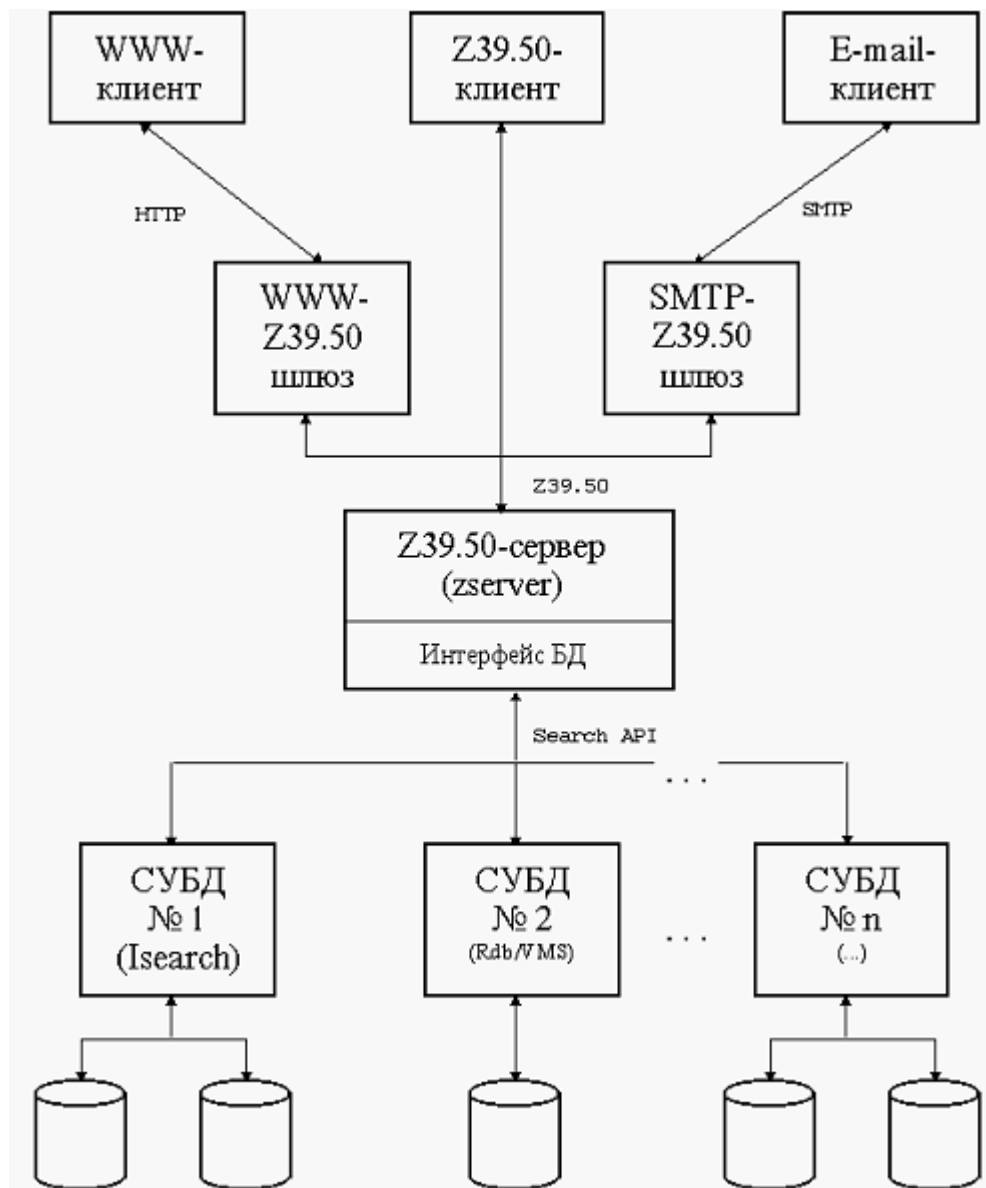 WWW-
клиент
Z39.50-
клиент
E-mail-
клиент
HTTP
SMTP
WWW-
Z39.50
шлюз
SMTP-
Z39.50
шлюз
Z39.50
Z39.50-сервер
(zserver)
Интерфейс БД
Search API
. . .
СУБД
№ 1
(Isearch)
СУБД
№ 2
(Rdb/VMS)
. . .
СУБД
№ n
(...)